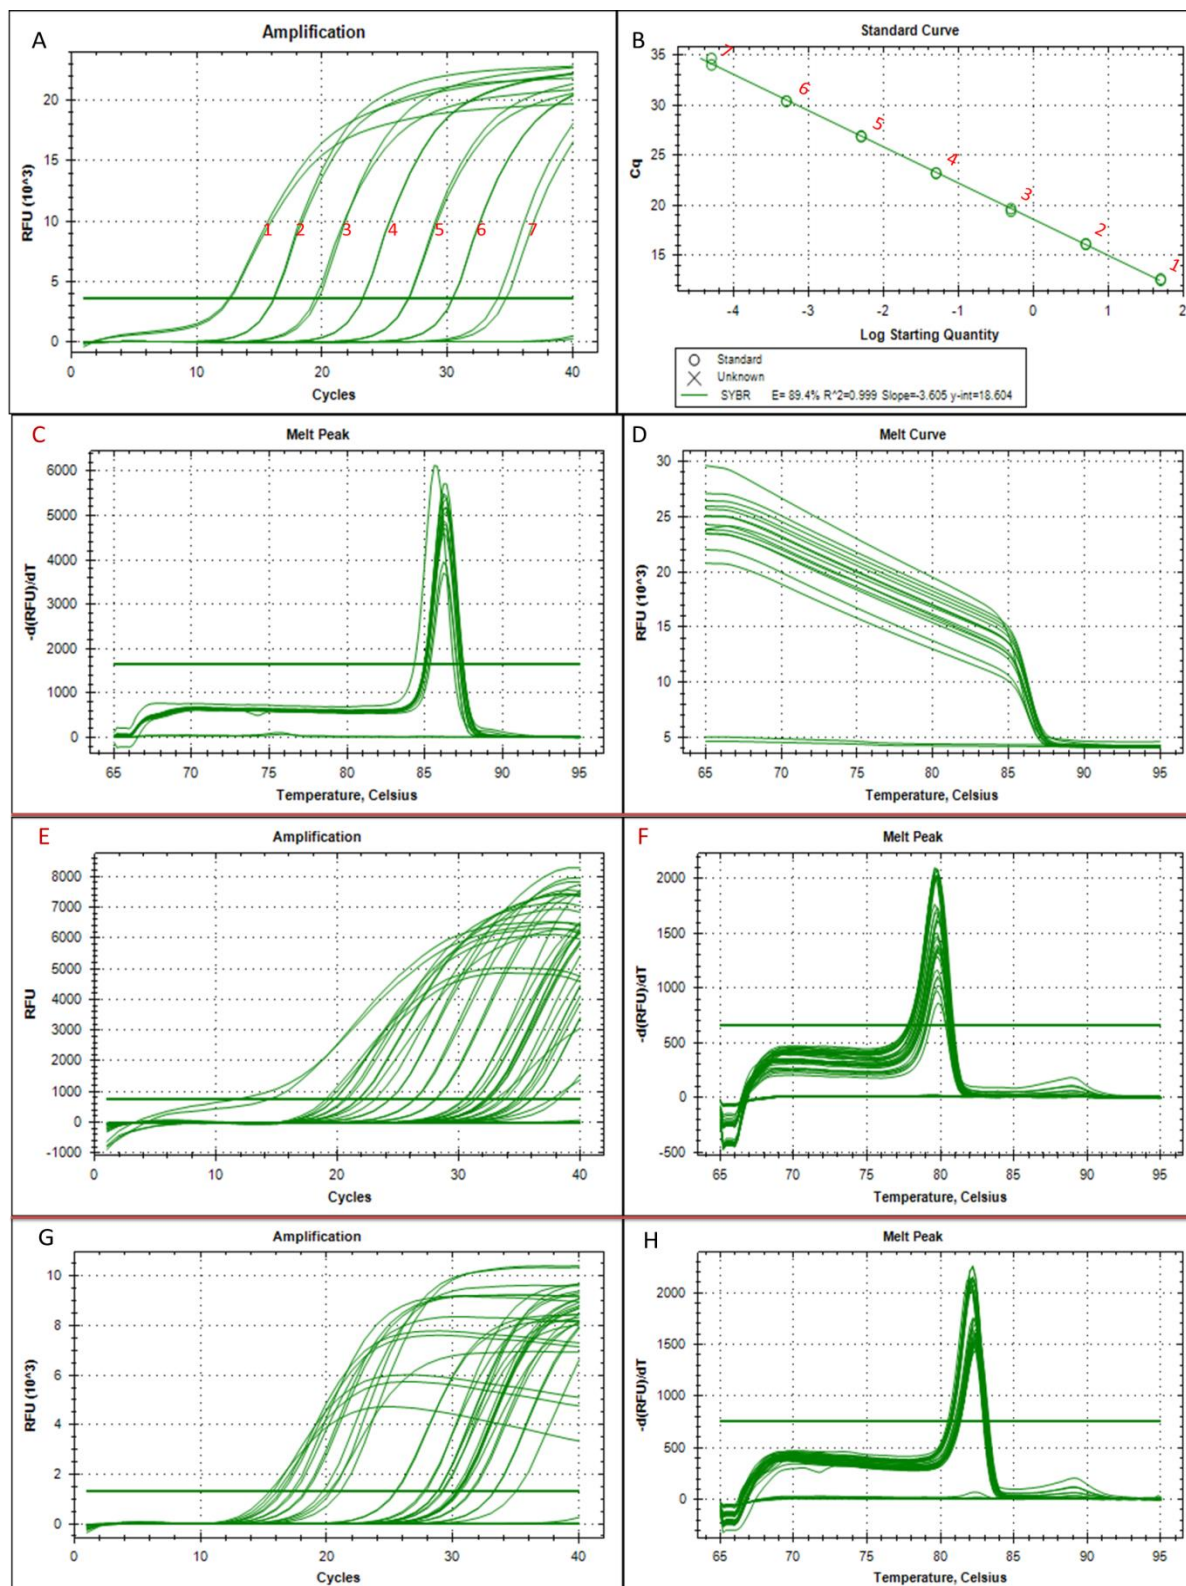 A
Amplification
RFU (10^3)
20
15
10
5
0
1 2 3 4 5 6 7
0 10 20 30 40
Cycles
B
Standard Curve
Cq
35
30
25
20
15
7
6
5
4
3
2
1
-4 -3 -2 -1 0 1 2
Log Starting Quantity
Standard
Unknown
SYBR E= 89.4% R^2=0.999 Slope=-3.605 y-int=18.604
C
Melt Peak
-d(RFU)/dT
6000
5000
4000
3000
2000
1000
0
65 70 75 80 85 90 95
Temperature, Celsius
D
Melt Curve
RFU (10^3)
30
25
20
15
10
5
65 70 75 80 85 90 95
Temperature, Celsius
E
Amplification
RFU
8000
7000
6000
5000
4000
3000
2000
1000
0
-1000
0 10 20 30 40
Cycles
F
Melt Peak
-d(RFU)/dT
2000
1500
1000
500
0
-500
65 70 75 80 85 90 95
Temperature, Celsius
G
Amplification
RFU (10^3)
10
8
6
4
2
0
0 10 20 30 40
Cycles
H
Melt Peak
-d(RFU)/dT
2000
1500
1000
500
0
65 70 75 80 85 90 95
Temperature, Celsius